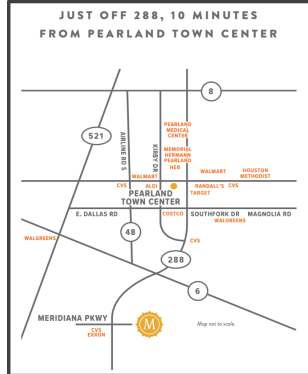 JUST OFF 288, 10 MINUTES
FROM PEARLAND TOWN CENTER
8
521
AIRLINE RD S
KIRBY DR
PEARLAND
MEDICAL
CENTER
MEMORIAL
HERMANN
PEARLAND
HEB
WALMART
WALMART
HOUSTON
METHODIST
CVS
ALDI
RANDALL'S
CVS
TARGET
PEARLAND
TOWN CENTER
E. DALLAS RD
COSTCO
SOUTHFORK DR
MAGNOLIA RD
WALGREENS
WALGREENS
48
CVS
288
6
MERIDIANA PKWY
M
Map not to scale.
CVS
EXXON